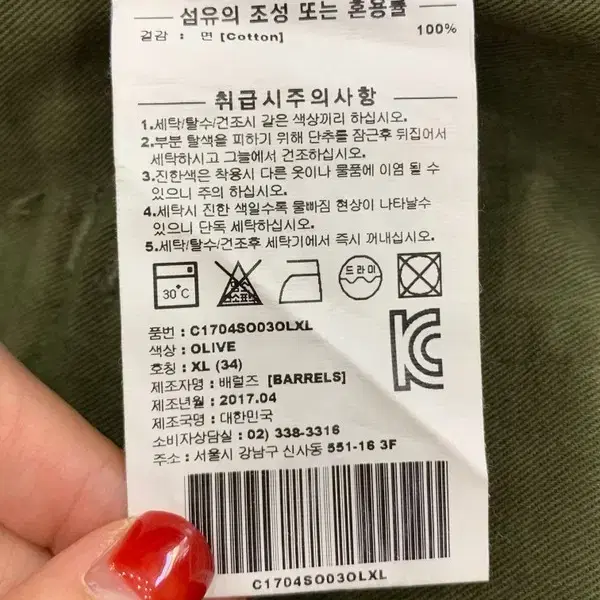 섬유의 조성 또는 혼용률
겉감 : 면 [Cotton] 100%
취급시주의사항
1.세탁/탈수/건조시 같은 색상끼리 하십시오.
2.부분 탈색을 피하기 위해 단추를 잠근후 뒤집어서
세탁하시고 그늘에서 건조하십시오.
3.진한색은 착용시 다른 옷이나 물품에 이염 될 수
있으니 주의 하십시오.
4.세탁시 진한 색일수록 물빠짐 현상이 나타날수
있으니 단독 세탁하십시오.
5.세탁/탈수/건조후 세탁기에서 즉시 꺼내십시오.
30°C 염소표백 드라이
품번 : C1704SO03OLXL
색상 : OLIVE
호칭 : XL (34)
제조자명 : 배럴즈 [BARRELS]
제조년월 : 2017.04
제조국명 : 대한민국
소비자상담실 : 02) 338-3316
주소 : 서울시 강남구 신사동 551-16 3F
C1704SO03OLXL